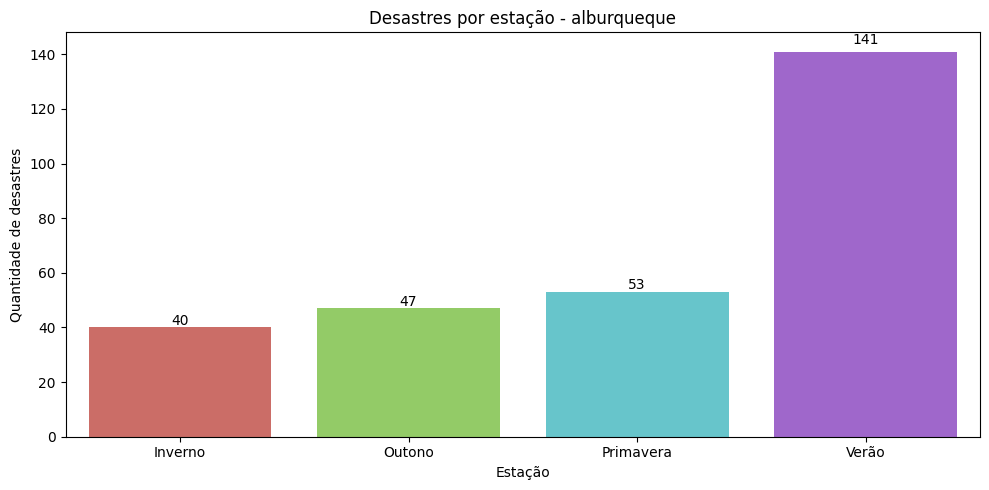 Desastres por estação - alburqueque
Quantidade de desastres
140
120
100
80
60
40
20
0
40
47
53
141
Inverno
Outono
Primavera
Verão
Estação